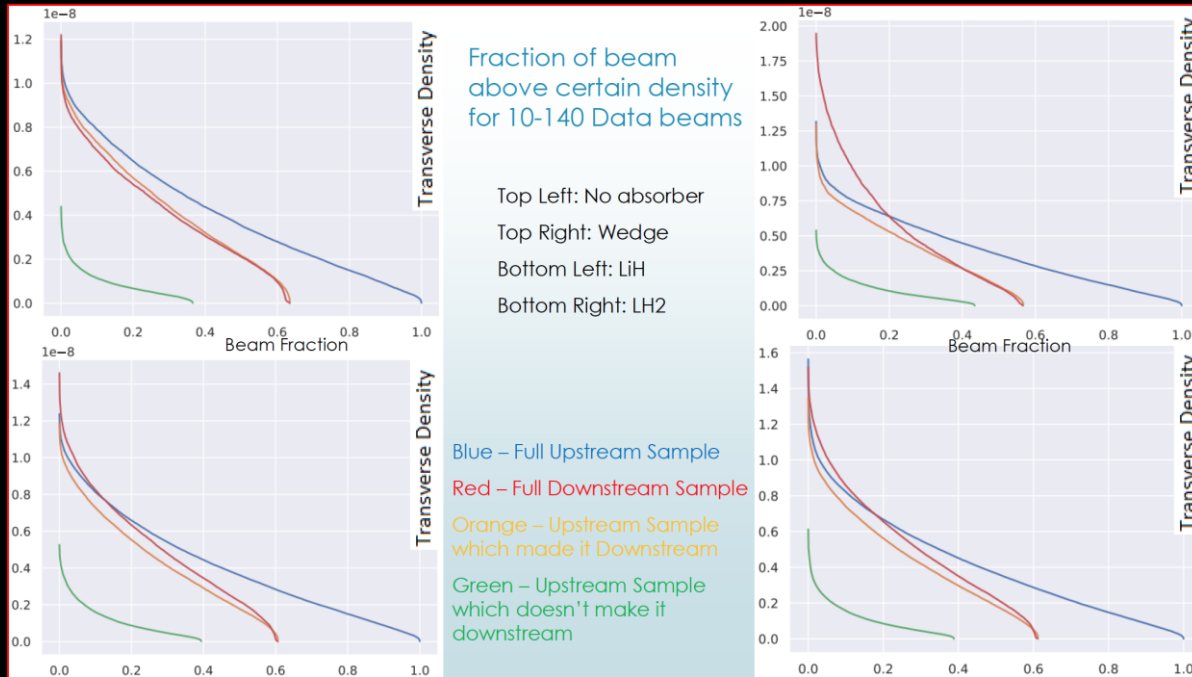 1e−8
1.2
1.0
0.8
0.6
0.4
0.2
0.0
0.0 0.2 0.4 0.6 0.8 1.0
Beam Fraction
Transverse Density
Fraction of beam
above certain density
for 10-140 Data beams
Top Left: No absorber
Top Right: Wedge
Bottom Left: LiH
Bottom Right: LH2
1e−8
2.00
1.75
1.50
1.25
1.00
0.75
0.50
0.25
0.00
0.0 0.2 0.4 0.6 0.8 1.0
Beam Fraction
Transverse Density
1e−8
1.4
1.2
1.0
0.8
0.6
0.4
0.2
0.0
0.0 0.2 0.4 0.6 0.8 1.0
Transverse Density
Blue – Full Upstream Sample
Red – Full Downstream Sample
Orange – Upstream Sample
which made it Downstream
Green – Upstream Sample
which doesn't make it
downstream
1.6
1.4
1.2
1.0
0.8
0.6
0.4
0.2
0.0
0.0 0.2 0.4 0.6 0.8 1.0
Transverse Density